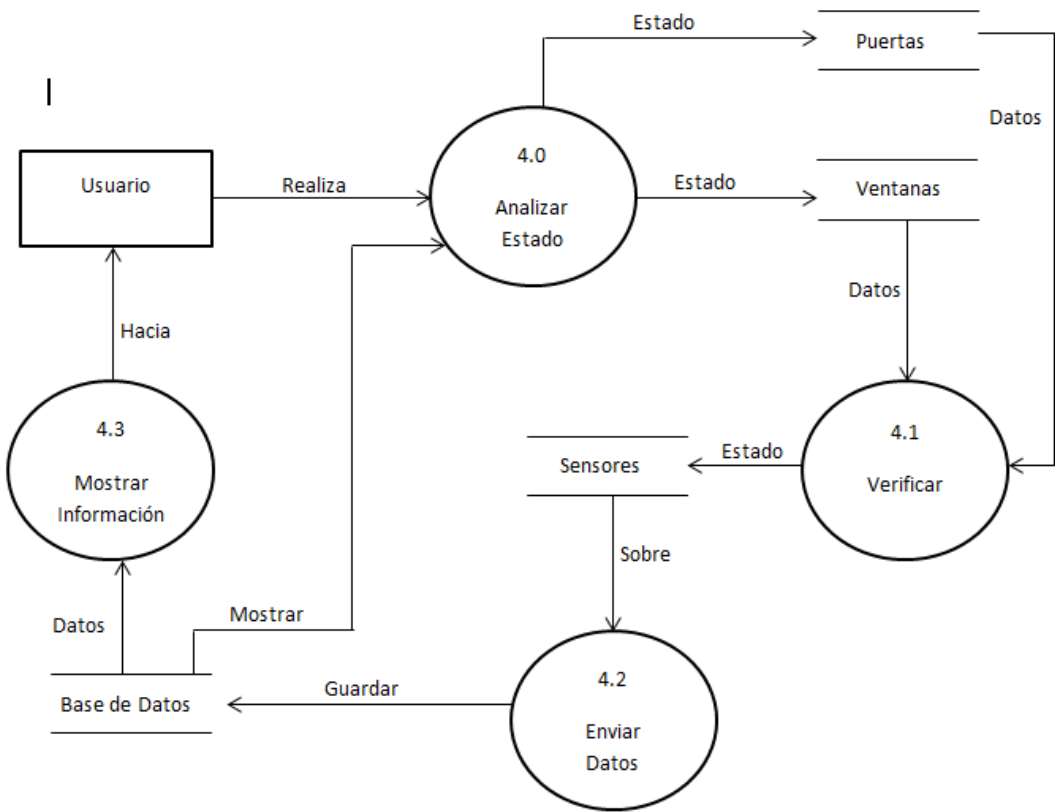 Estado
Puertas
Datos
4.0
Analizar
Estado
Usuario
Realiza
Estado
Ventanas
Datos
Hacia
4.3
Mostrar
Información
4.1
Verificar
Estado
Sensores
Sobre
Mostrar
Datos
Base de Datos
Guardar
4.2
Enviar
Datos